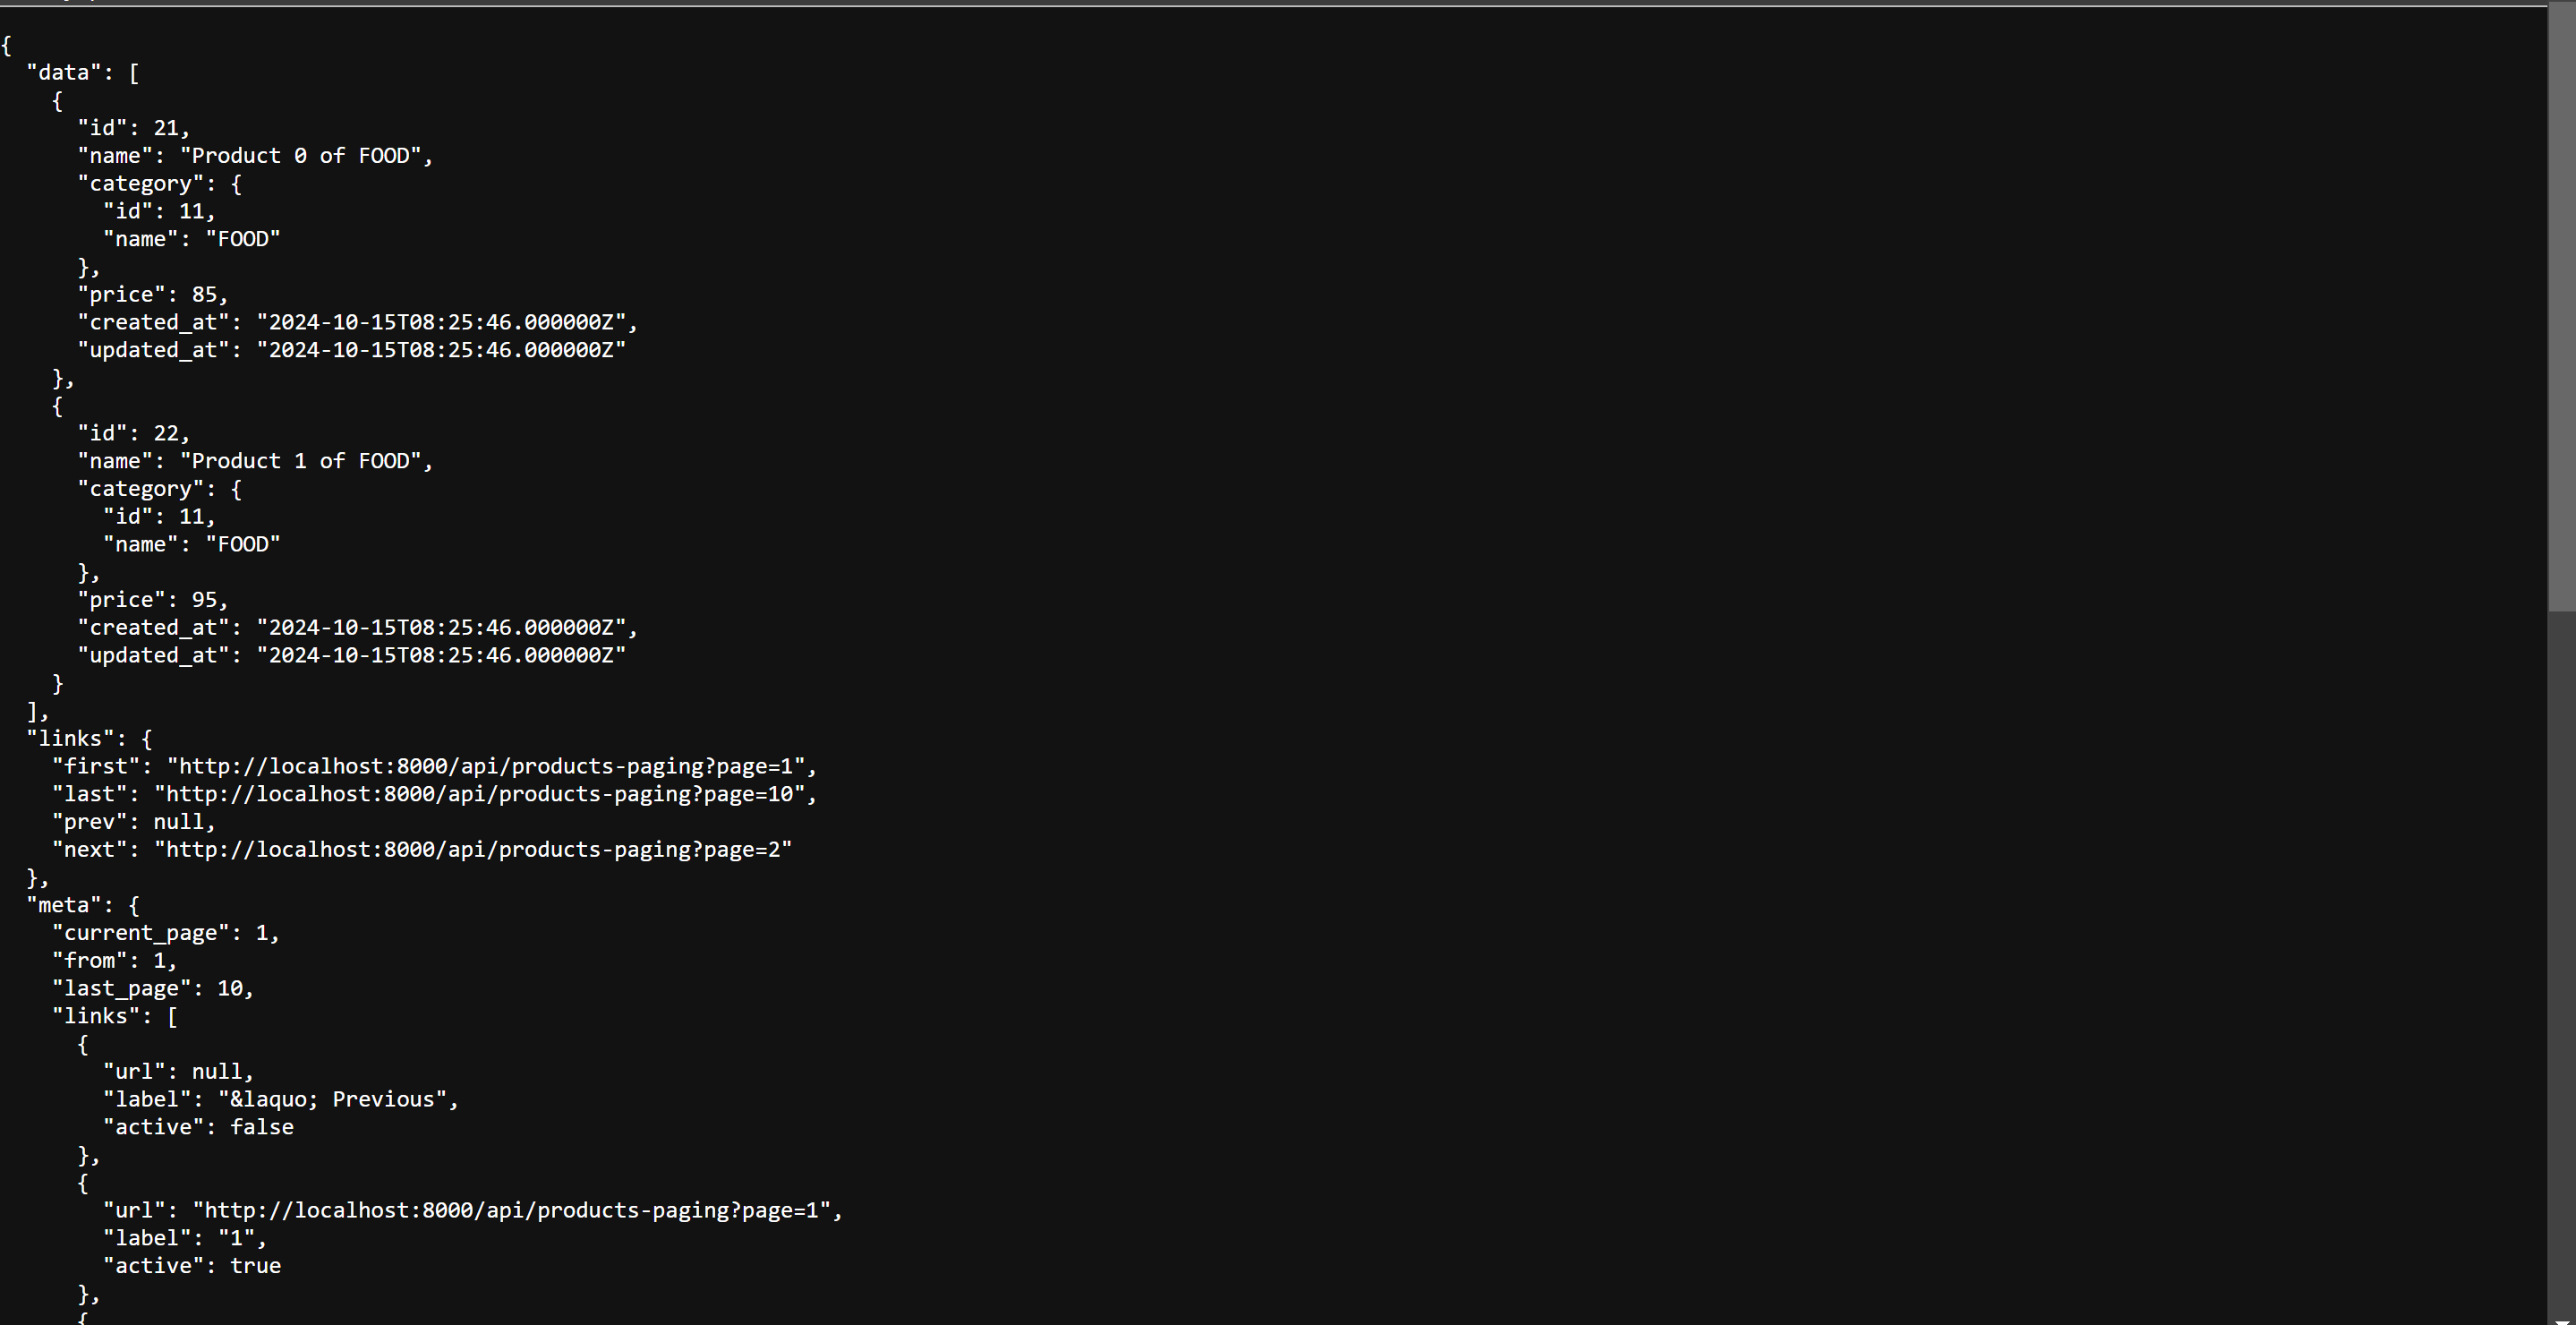 {
  "data": [
    {
      "id": 21,
      "name": "Product 0 of FOOD",
      "category": {
        "id": 11,
        "name": "FOOD"
      },
      "price": 85,
      "created_at": "2024-10-15T08:25:46.000000Z",
      "updated_at": "2024-10-15T08:25:46.000000Z"
    },
    {
      "id": 22,
      "name": "Product 1 of FOOD",
      "category": {
        "id": 11,
        "name": "FOOD"
      },
      "price": 95,
      "created_at": "2024-10-15T08:25:46.000000Z",
      "updated_at": "2024-10-15T08:25:46.000000Z"
    }
  ],
  "links": {
    "first": "http://localhost:8000/api/products-paging?page=1",
    "last": "http://localhost:8000/api/products-paging?page=10",
    "prev": null,
    "next": "http://localhost:8000/api/products-paging?page=2"
  },
  "meta": {
    "current_page": 1,
    "from": 1,
    "last_page": 10,
    "links": [
      {
        "url": null,
        "label": "&laquo; Previous",
        "active": false
      },
      {
        "url": "http://localhost:8000/api/products-paging?page=1",
        "label": "1",
        "active": true
      },
      {